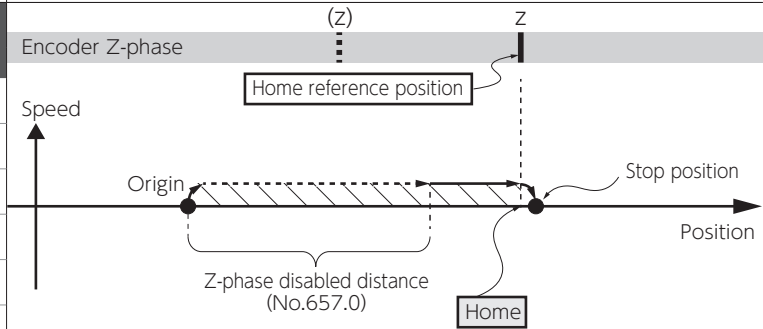 (Z)
Z
Encoder Z-phase
Home reference position
Speed
Origin
Stop position
Position
Z-phase disabled distance
(No.657.0)
Home